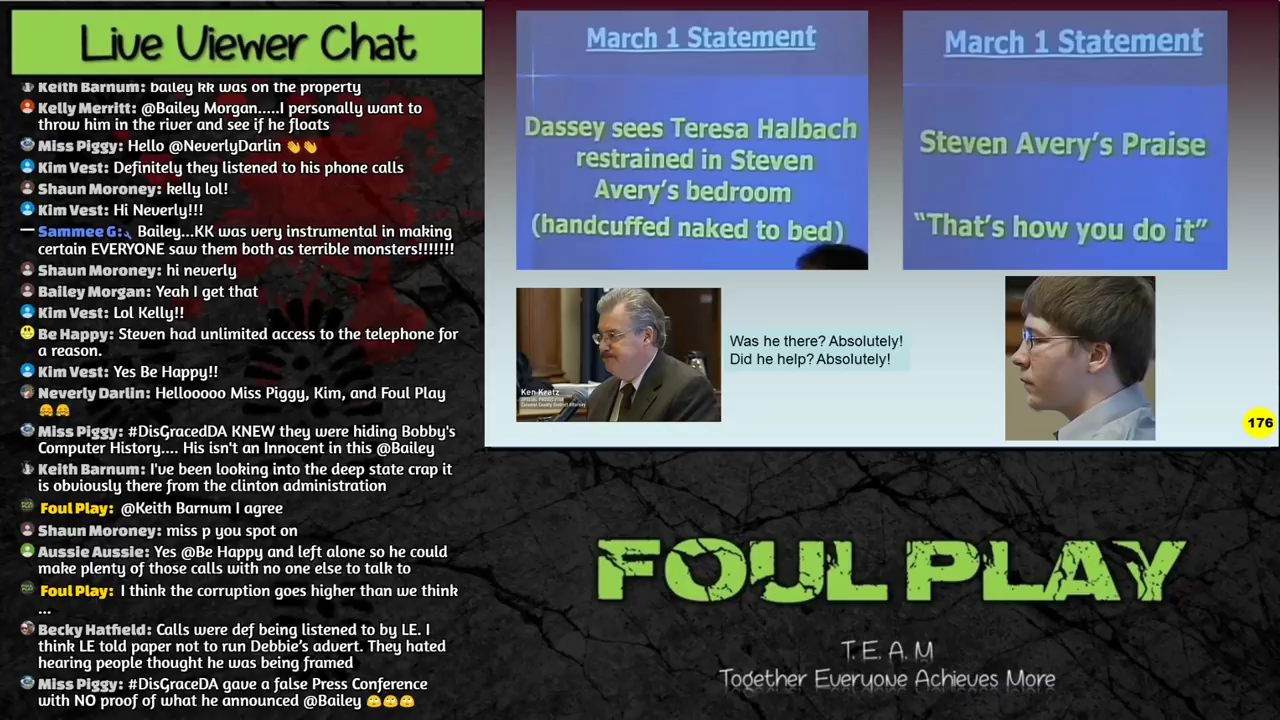 Live Viewer Chat
Keith Barnum: bailey kk was on the property
Kelly Merritt: @Bailey Morgan.....I personally want to
throw him in the river and see if he floats
Miss Piggy: Hello @NeverlyDarlin 👏👏
Kim Vest: Definitely they listened to his phone calls
Shaun Moroney: kelly lol!
Kim Vest: Hi Neverly!!!
Sammee G: Bailey...KK was very instrumental in making
certain EVERYONE saw them both as terrible monsters!!!!!!!
Shaun Moroney: hi neverly
Bailey Morgan: Yeah I get that
Kim Vest: Lol Kelly!!
Be Happy: Steven had unlimited access to the telephone for
a reason.
Kim Vest: Yes Be Happy!!
Neverly Darlin: Hellooooo Miss Piggy, Kim, and Foul Play
🤗🤗
Miss Piggy: #DisGracedDA KNEW they were hiding Bobby's
Computer History.... His isn't an Innocent in this @Bailey
Keith Barnum: I've been looking into the deep state crap it
is obviously there from the clinton administration
Foul Play: @Keith Barnum I agree
Shaun Moroney: miss p you spot on
Aussie Aussie: Yes @Be Happy and left alone so he could
make plenty of those calls with no one else to talk to
Foul Play: I think the corruption goes higher than we think
...
Becky Hatfield: Calls were def being listened to by LE. I
think LE told paper not to run Debbie's advert. They hated
hearing people thought he was being framed
Miss Piggy: #DisGraceDA gave a false Press Conference
with NO proof of what he announced @Bailey 🙄🙄🙄
March 1 Statement
Dassey sees Teresa Halbach
restrained in Steven
Avery's bedroom
(handcuffed naked to bed)
March 1 Statement
Steven Avery's Praise
"That's how you do it"
Ken Kratz
Was he there? Absolutely!
Did he help? Absolutely!
176
FOUL PLAY
T.E.A.M
Together Everyone Achieves More